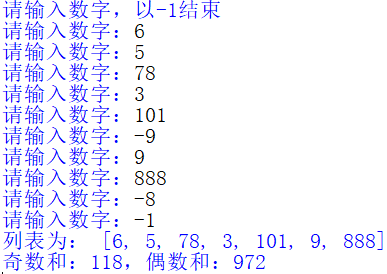 请输入数字，以-1结束
请输入数字：6
请输入数字：5
请输入数字：78
请输入数字：3
请输入数字：101
请输入数字：-9
请输入数字：9
请输入数字：888
请输入数字：-8
请输入数字：-1
列表为： [6, 5, 78, 3, 101, 9, 888]
奇数和：118，偶数和：972